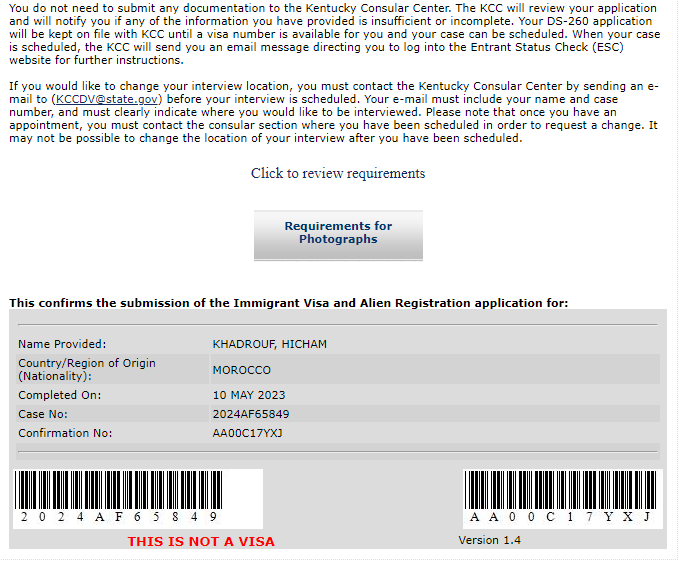 You do not need to submit any documentation to the Kentucky Consular Center. The KCC will review your application
and will notify you if any of the information you have provided is insufficient or incomplete. Your DS-260 application
will be kept on file with KCC until a visa number is available for you and your case can be scheduled. When your case
is scheduled, the KCC will send you an email message directing you to log into the Entrant Status Check (ESC)
website for further instructions.
If you would like to change your interview location, you must contact the Kentucky Consular Center by sending an e-
mail to (KCCDV@state.gov) before your interview is scheduled. Your e-mail must include your name and case
number, and must clearly indicate where you would like to be interviewed. Please note that once you have an
appointment, you must contact the consular section where you have been scheduled in order to request a change. It
may not be possible to change the location of your interview after you have been scheduled.
Click to review requirements
Requirements for
Photographs
This confirms the submission of the Immigrant Visa and Alien Registration application for:
Name Provided: KHADROUF, HICHAM
Country/Region of Origin
(Nationality): MOROCCO
Completed On: 10 MAY 2023
Case No: 2024AF65849
Confirmation No: AA00C17YXJ
2 0 2 4 A F 6 5 8 4 9
A A 0 0 C 1 7 Y X J
THIS IS NOT A VISA
Version 1.4